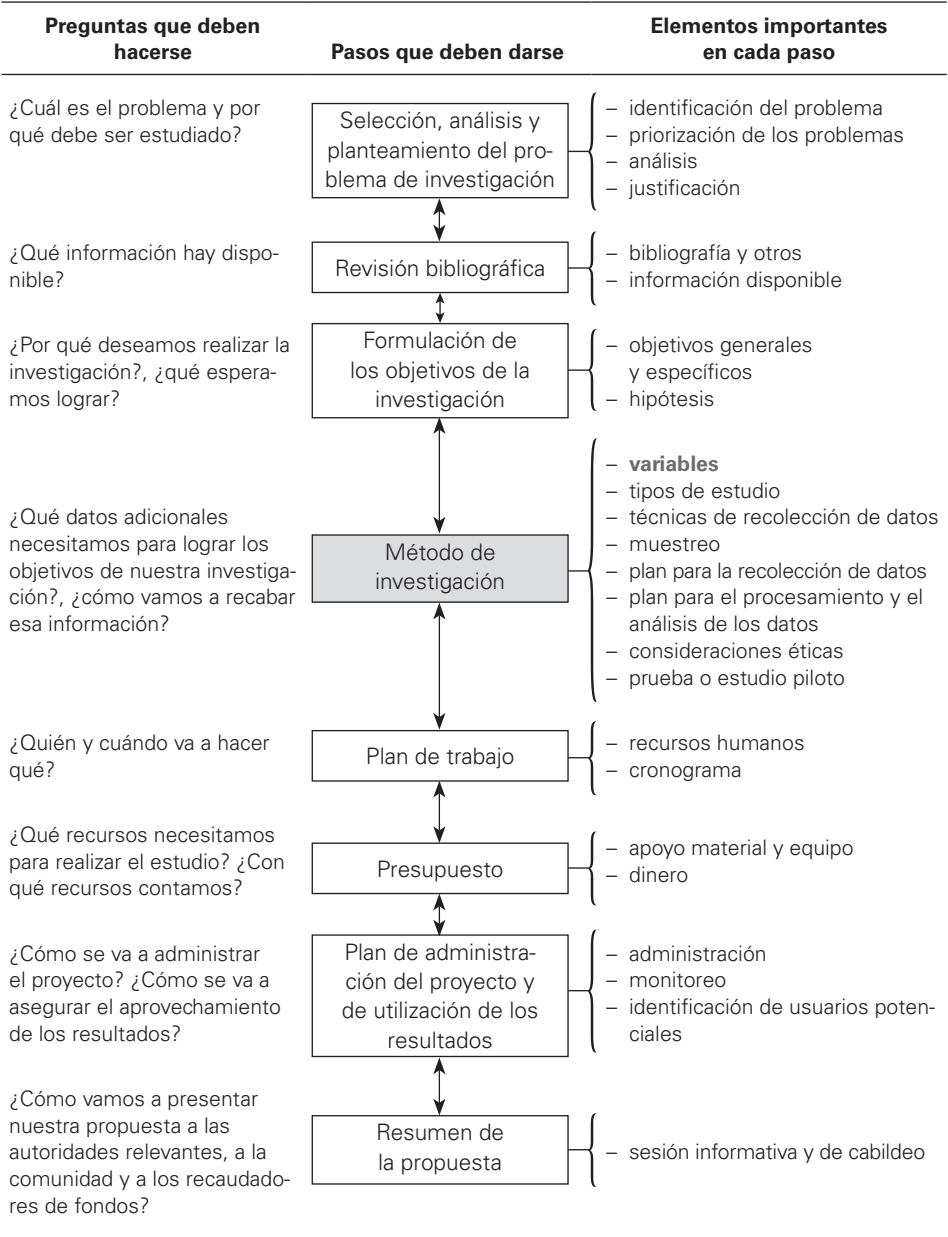 Preguntas que deben
hacerse
Pasos que deben darse
Elementos importantes
en cada paso
¿Cuál es el problema y por
qué debe ser estudiado?
Selección, análisis y
planteamiento del pro-
blema de investigación
– identificación del problema
– priorización de los problemas
– análisis
– justificación
¿Qué información hay dispo-
nible?
Revisión bibliográfica
– bibliografía y otros
– información disponible
¿Por qué deseamos realizar la
investigación?, ¿qué espera-
mos lograr?
Formulación de
los objetivos de la
investigación
– objetivos generales
y específicos
– hipótesis
¿Qué datos adicionales
necesitamos para lograr los
objetivos de nuestra investiga-
ción?, ¿cómo vamos a recabar
esa información?
Método de
investigación
– variables
– tipos de estudio
– técnicas de recolección de datos
– muestreo
– plan para la recolección de datos
– plan para el procesamiento y el
análisis de los datos
– consideraciones éticas
– prueba o estudio piloto
¿Quién y cuándo va a hacer
qué?
Plan de trabajo
– recursos humanos
– cronograma
¿Qué recursos necesitamos
para realizar el estudio? ¿Con
qué recursos contamos?
Presupuesto
– apoyo material y equipo
– dinero
¿Cómo se va a administrar
el proyecto? ¿Cómo se va a
asegurar el aprovechamiento
de los resultados?
Plan de administra-
ción del proyecto y
de utilización de los
resultados
– administración
– monitoreo
– identificación de usuarios poten-
ciales
¿Cómo vamos a presentar
nuestra propuesta a las
autoridades relevantes, a la
comunidad y a los recaudado-
res de fondos?
Resumen de
la propuesta
– sesión informativa y de cabildeo